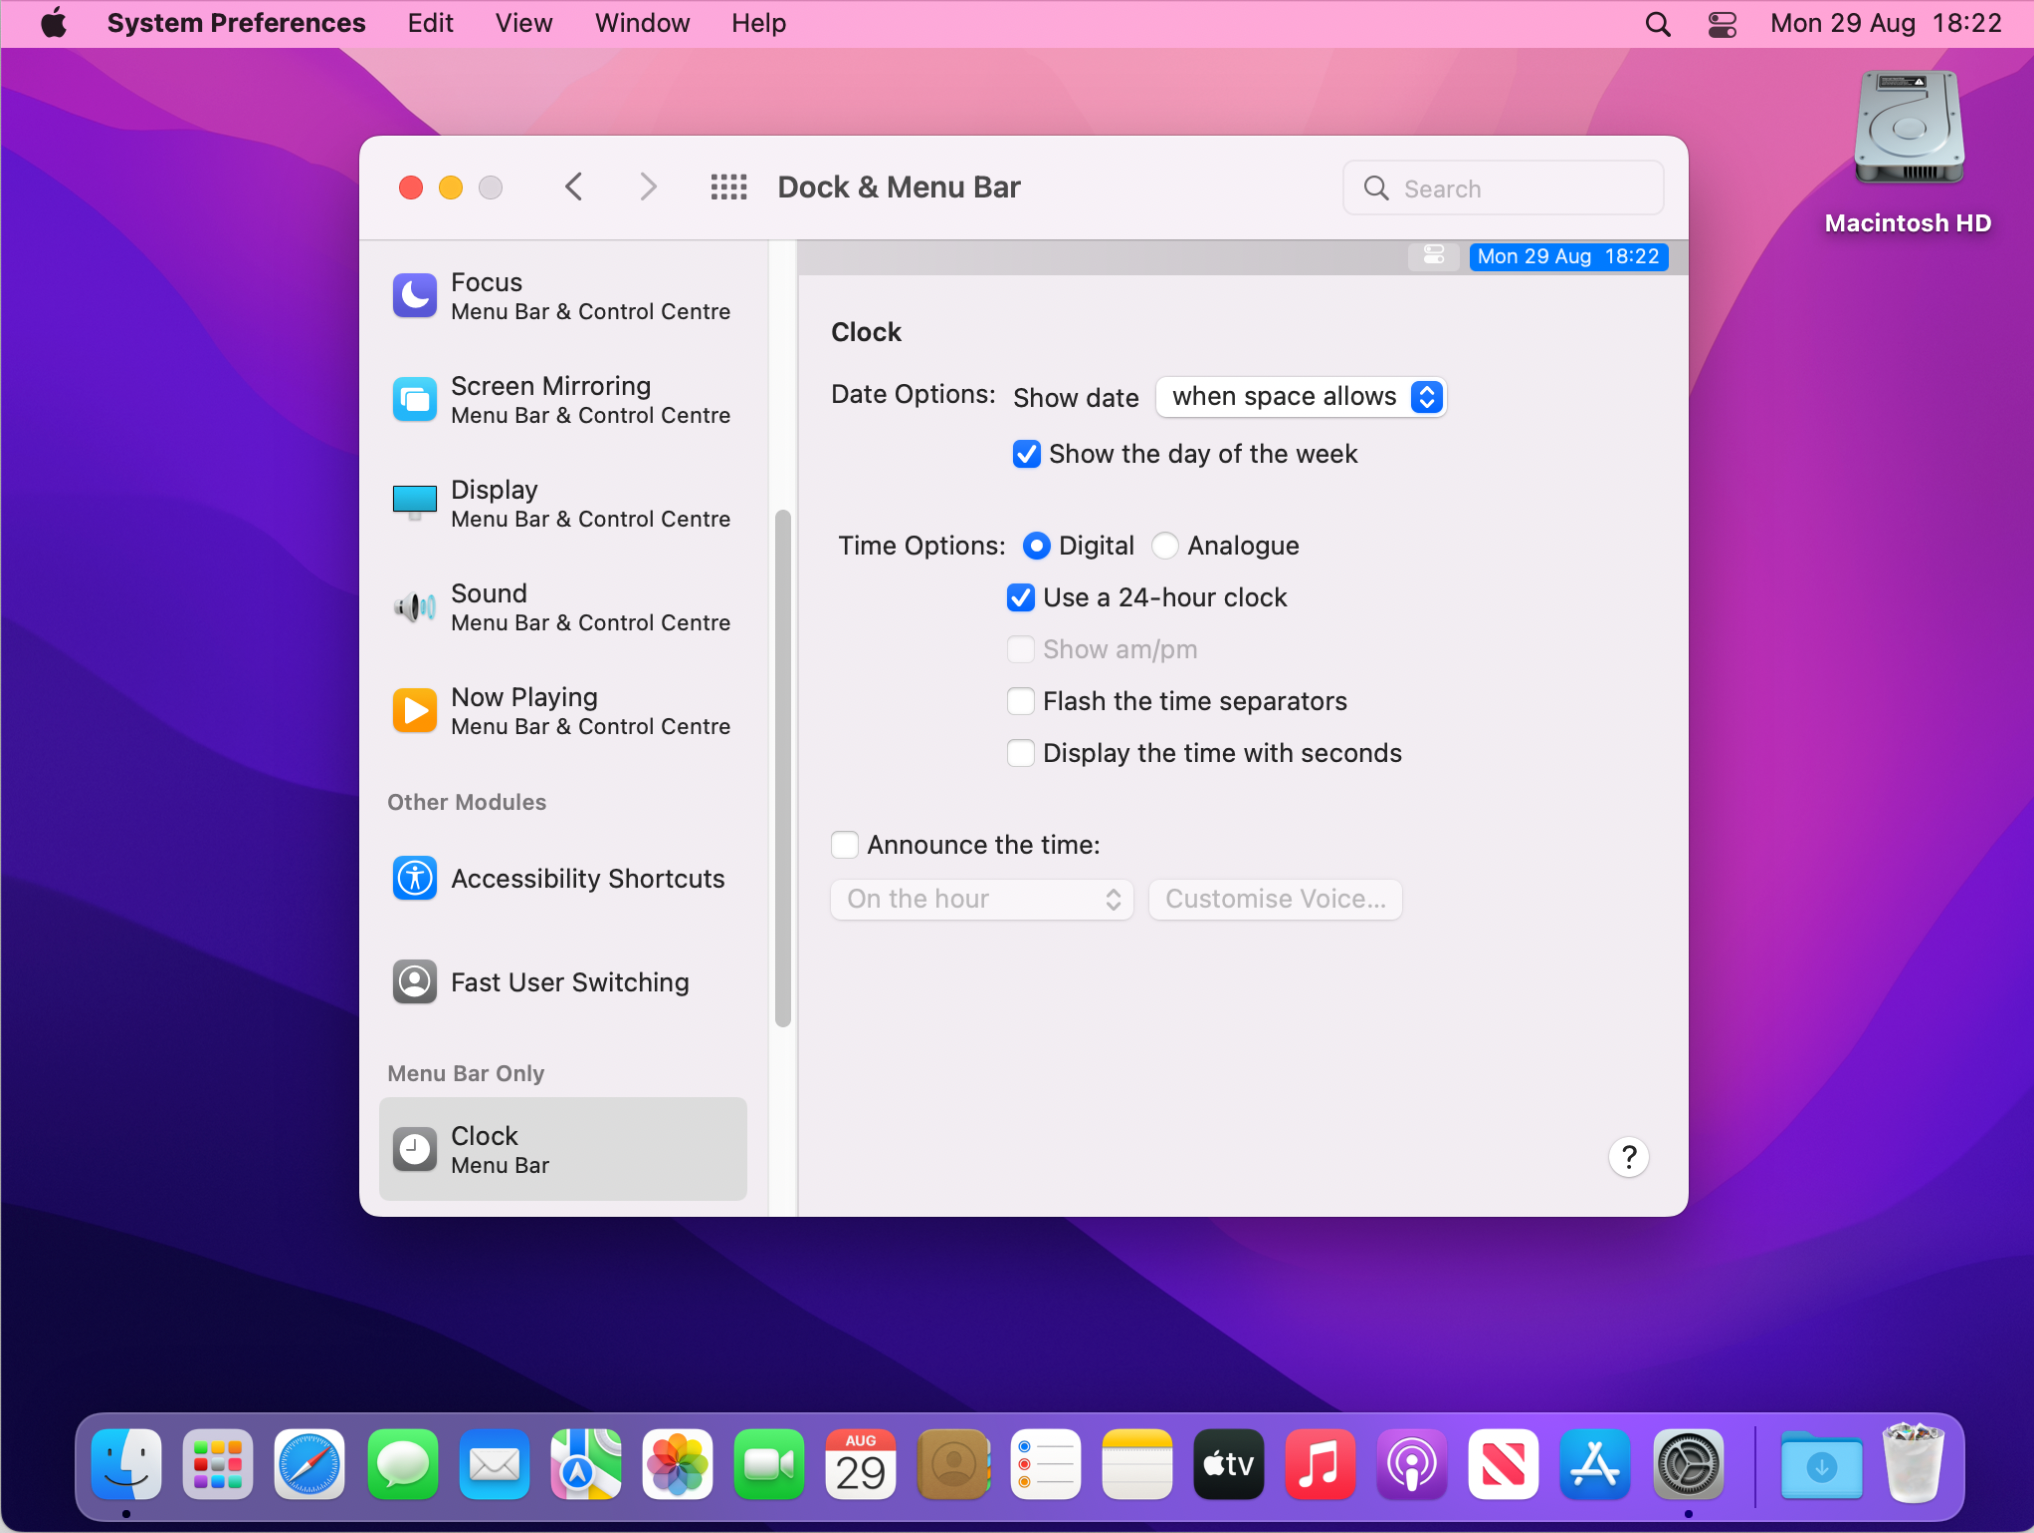 System Preferences Edit View Window Help Mon 29 Aug 18:22
Macintosh HD
Dock & Menu Bar
Search
Mon 29 Aug 18:22
Focus
Menu Bar & Control Centre
Screen Mirroring
Menu Bar & Control Centre
Display
Menu Bar & Control Centre
Sound
Menu Bar & Control Centre
Now Playing
Menu Bar & Control Centre
Other Modules
Accessibility Shortcuts
Fast User Switching
Menu Bar Only
Clock
Menu Bar
Clock
Date Options: Show date when space allows
Show the day of the week
Time Options: Digital Analogue
Use a 24-hour clock
Show am/pm
Flash the time separators
Display the time with seconds
Announce the time:
On the hour Customise Voice...
?
AUG
29
tv